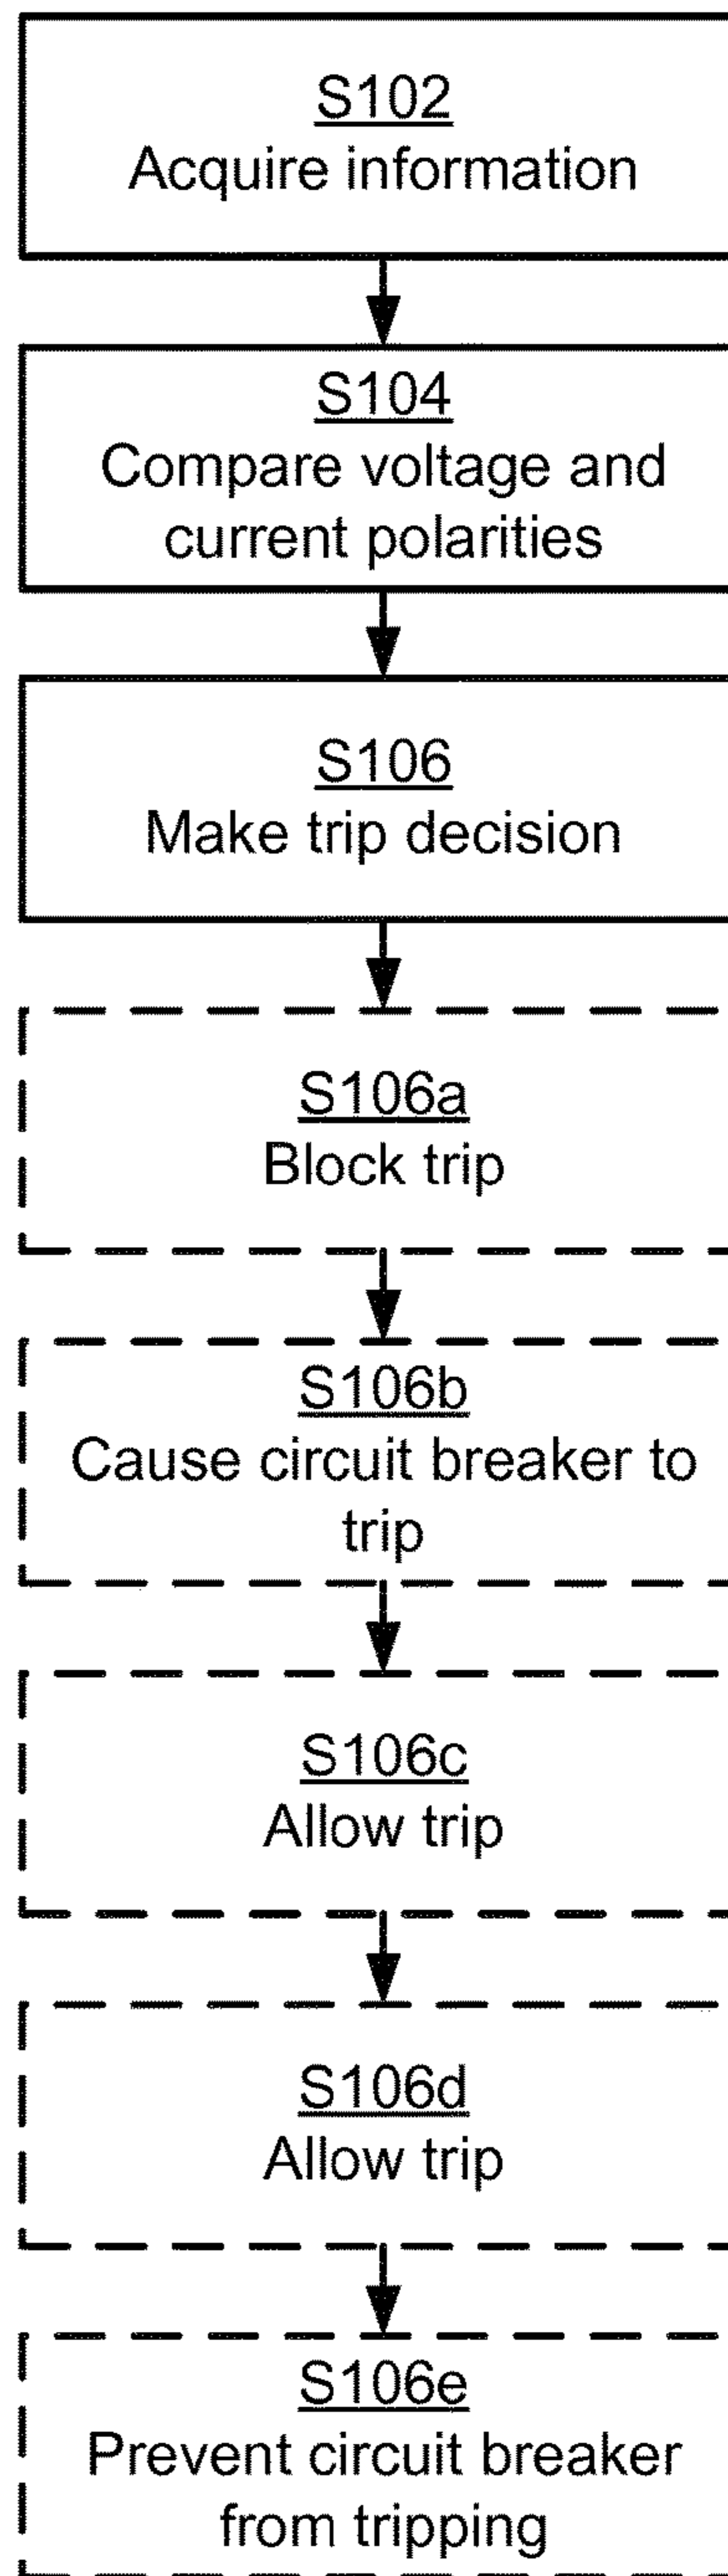 S102
Acquire information
S104
Compare voltage and
current polarities
S106
Make trip decision
S106a
Block trip
S106b
Cause circuit breaker to
trip
S106c
Allow trip
S106d
Allow trip
S106e
Prevent circuit breaker
from tripping